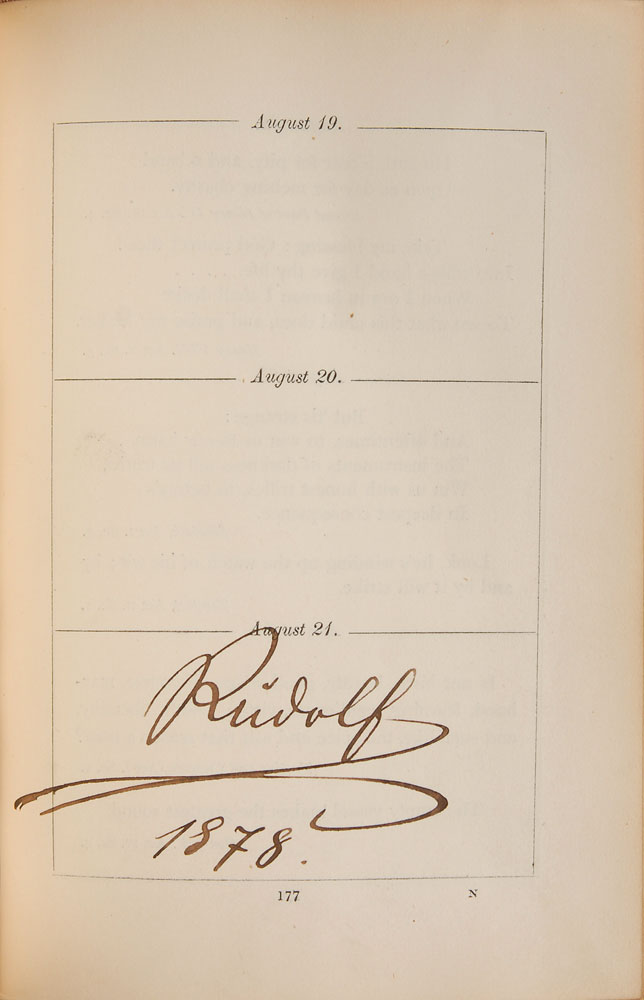 August 19.
August 20.
August 21.
Rudolf
1878.
177 N